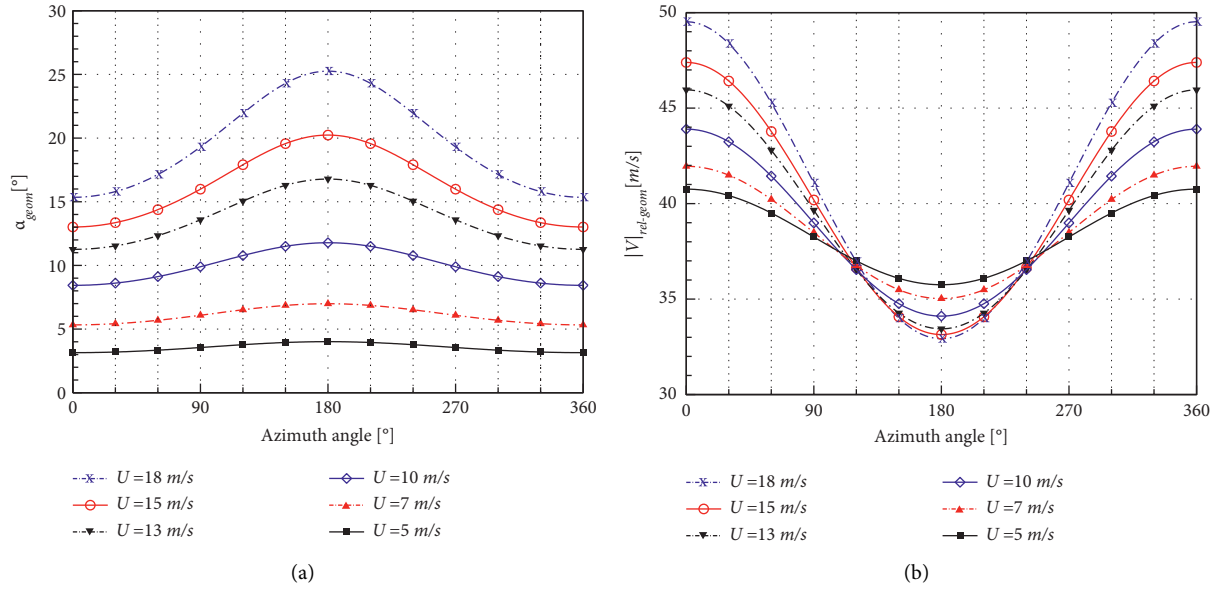 30
25
20
15
10
5
0
α_geom[°]
0 90 180 270 360
Azimuth angle [°]
U =18 m/s
U =15 m/s
U =13 m/s
U =10 m/s
U =7 m/s
U =5 m/s
(a)
50
45
40
35
30
|V|_rel-geom [m/s]
0 90 180 270 360
Azimuth angle [°]
U =18 m/s
U =15 m/s
U =13 m/s
U =10 m/s
U =7 m/s
U =5 m/s
(b)